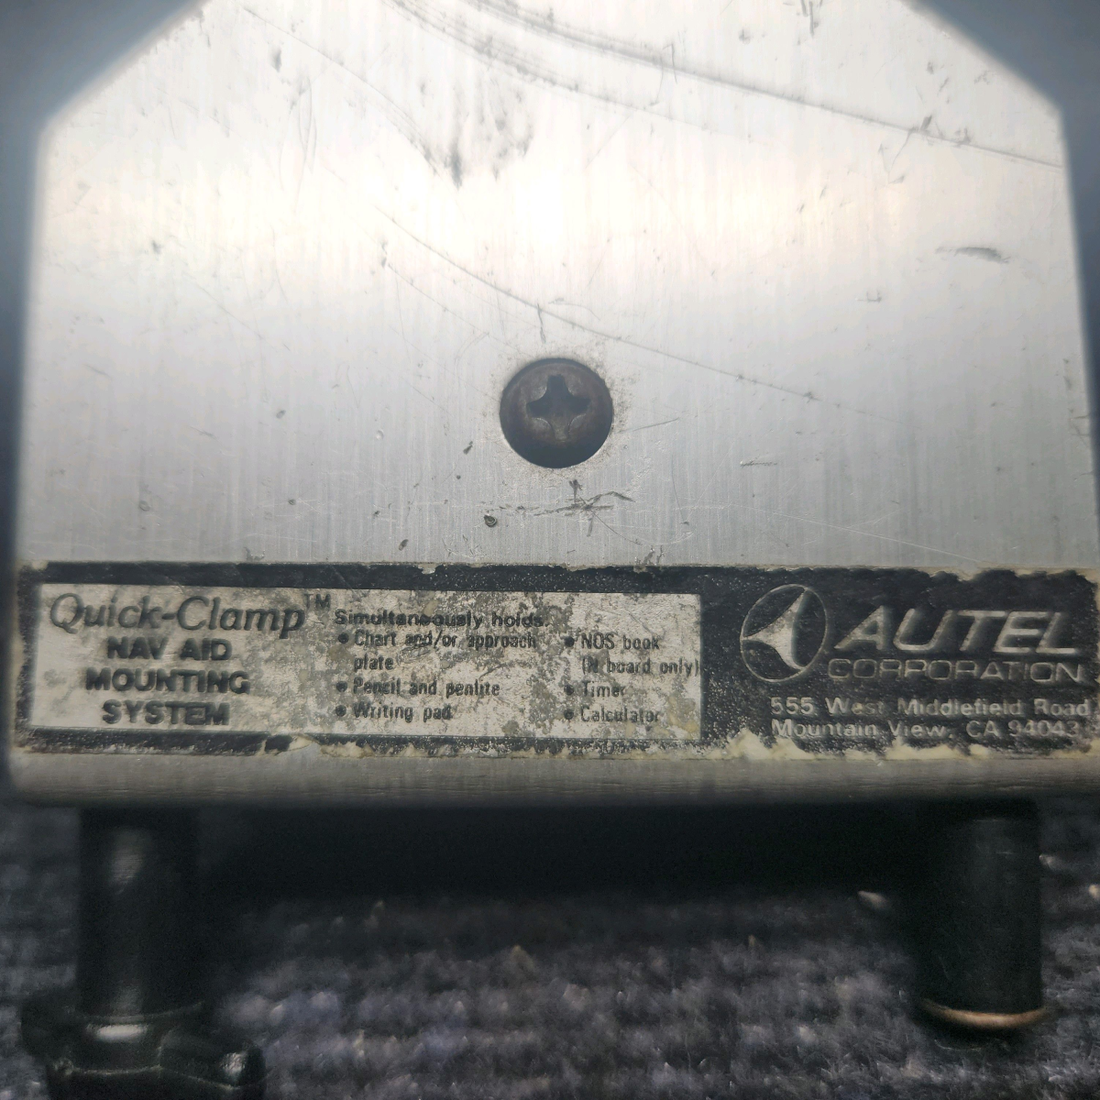 Quick-Clamp™
NAV AID
MOUNTING
SYSTEM
Simultaneously holds:
• Chart and/or approach
plate
• Pencil and penlite
• Writing pad
• NOS book
(N board only)
• Timer
• Calculator
AUTEL
CORPORATION
555 West Middlefield Road
Mountain View, CA 94043